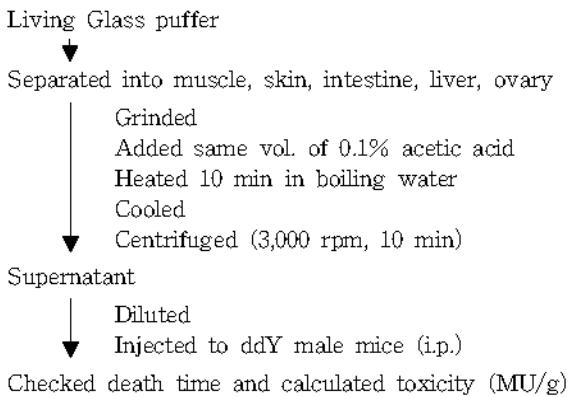 Living Glass puffer
Separated into muscle, skin, intestine, liver, ovary
Grinded
Added same vol. of 0.1% acetic acid
Heated 10 min in boiling water
Cooled
Centrifuged (3,000 rpm, 10 min)
Supernatant
Diluted
Injected to ddY male mice (i.p.)
Checked death time and calculated toxicity (MU/g)